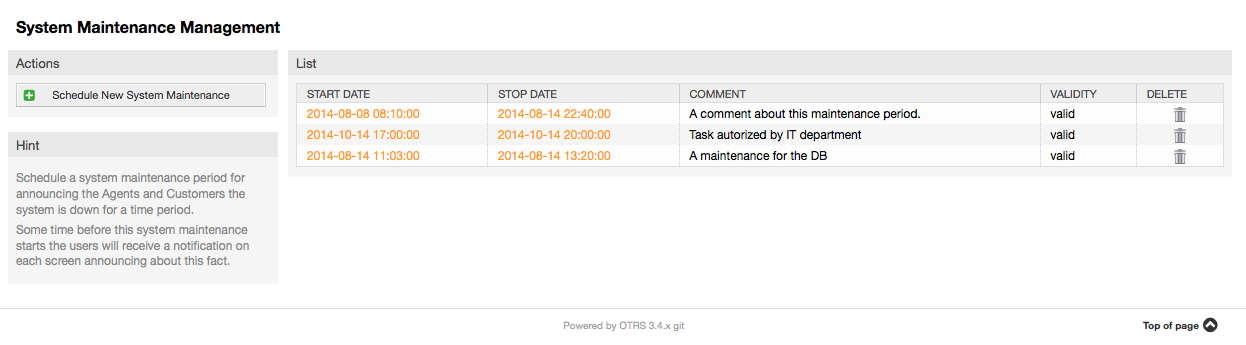 System Maintenance Management
Actions
Schedule New System Maintenance
Hint
Schedule a system maintenance period for
announcing the Agents and Customers the
system is down for a time period.
Some time before this system maintenance
starts the users will receive a notification on
each screen announcing about this fact.
List
START DATE STOP DATE COMMENT VALIDITY DELETE
2014-08-08 08:10:00 2014-08-14 22:40:00 A comment about this maintenance period. valid
2014-10-14 17:00:00 2014-10-14 20:00:00 Task autorized by IT department valid
2014-08-14 11:03:00 2014-08-14 13:20:00 A maintenance for the DB valid
Powered by OTRS 3.4.x git
Top of page